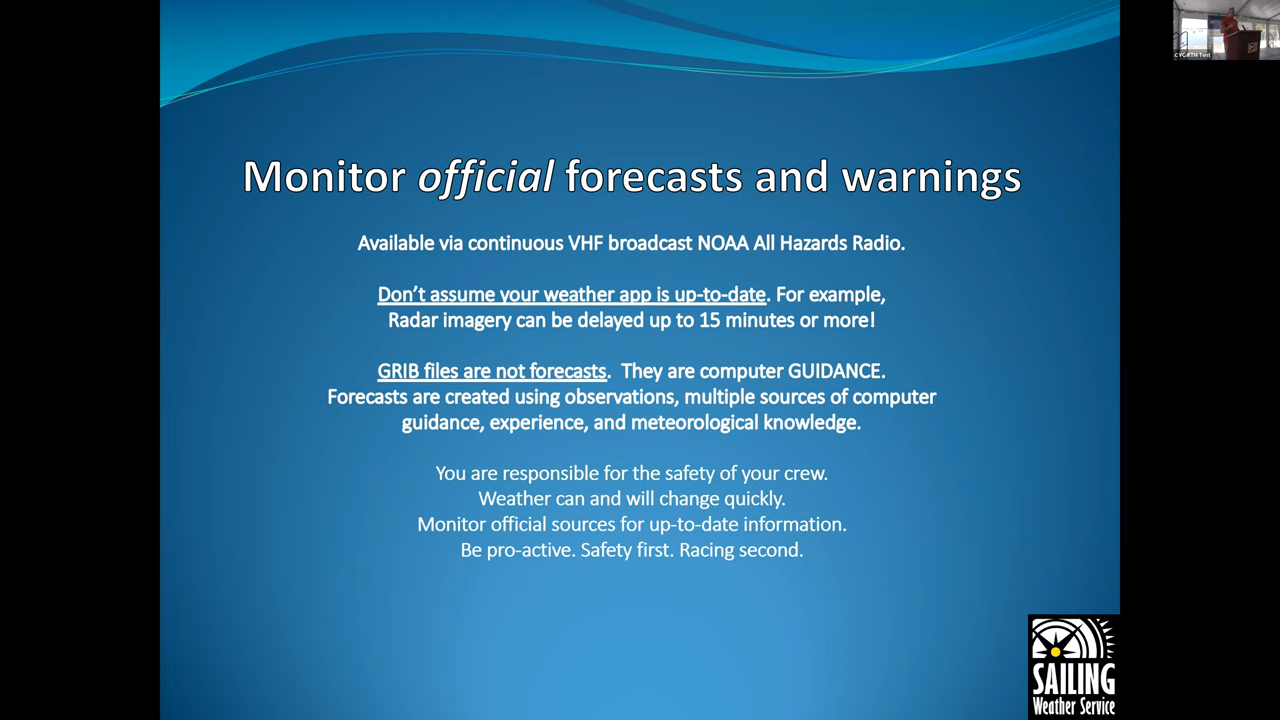 CYC RTM Tent
Monitor official forecasts and warnings
Available via continuous VHF broadcast NOAA All Hazards Radio.
Don’t assume your weather app is up-to-date. For example,
Radar imagery can be delayed up to 15 minutes or more!
GRIB files are not forecasts.  They are computer GUIDANCE.
Forecasts are created using observations, multiple sources of computer
guidance, experience, and meteorological knowledge.
You are responsible for the safety of your crew.
Weather can and will change quickly.
Monitor official sources for up-to-date information.
Be pro-active. Safety first. Racing second.
SAILING
Weather Service